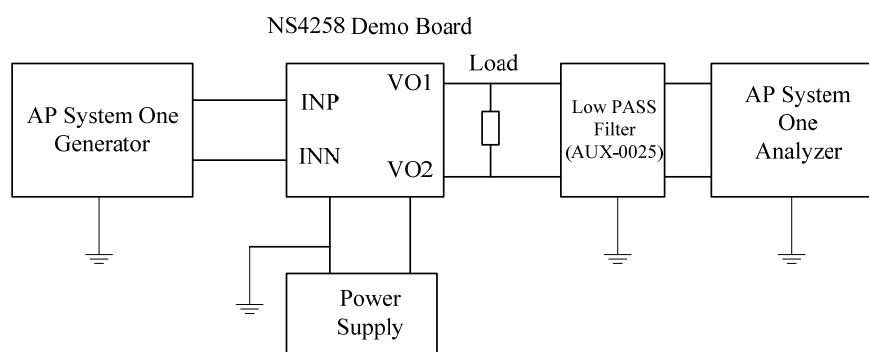 NS4258 Demo Board
AP System One
Generator
INP
INN
VO1
VO2
Load
Low PASS
Filter
(AUX-0025)
AP System
One
Analyzer
Power
Supply